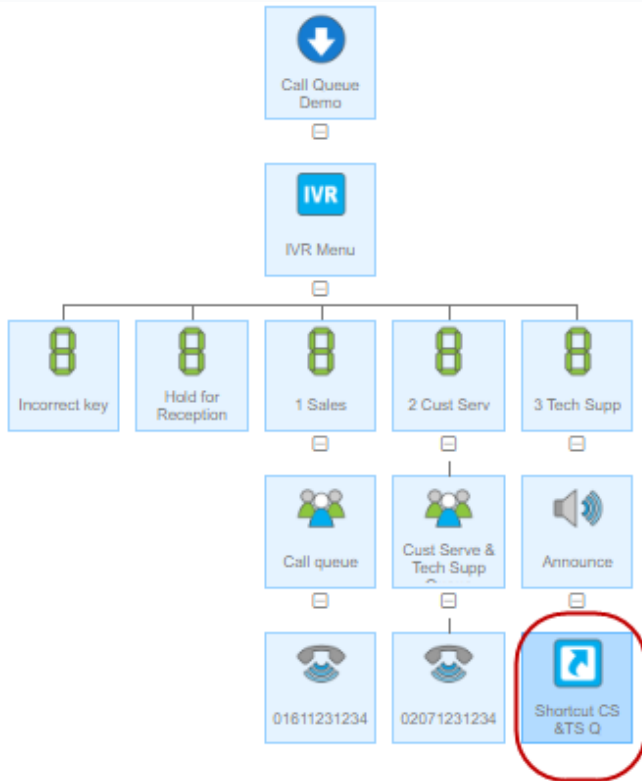 Call Queue
Demo
IVR
IVR Menu
Incorrect key
Hold for
Reception
1 Sales
2 Cust Serv
3 Tech Supp
Call queue
Cust Serve &
Tech Supp
Announce
01611231234
02071231234
Shortcut CS
&TS Q